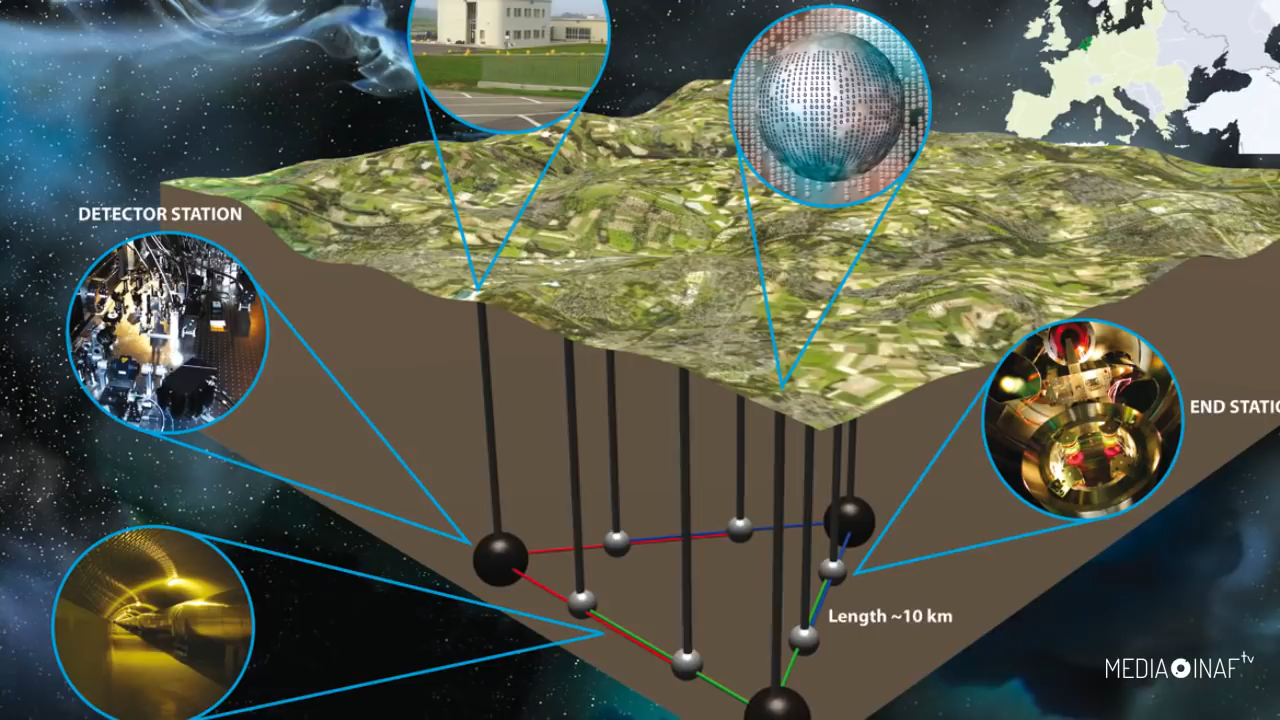 DETECTOR STATION
END STATIO
Length ~10 km
MEDIA INAF tv